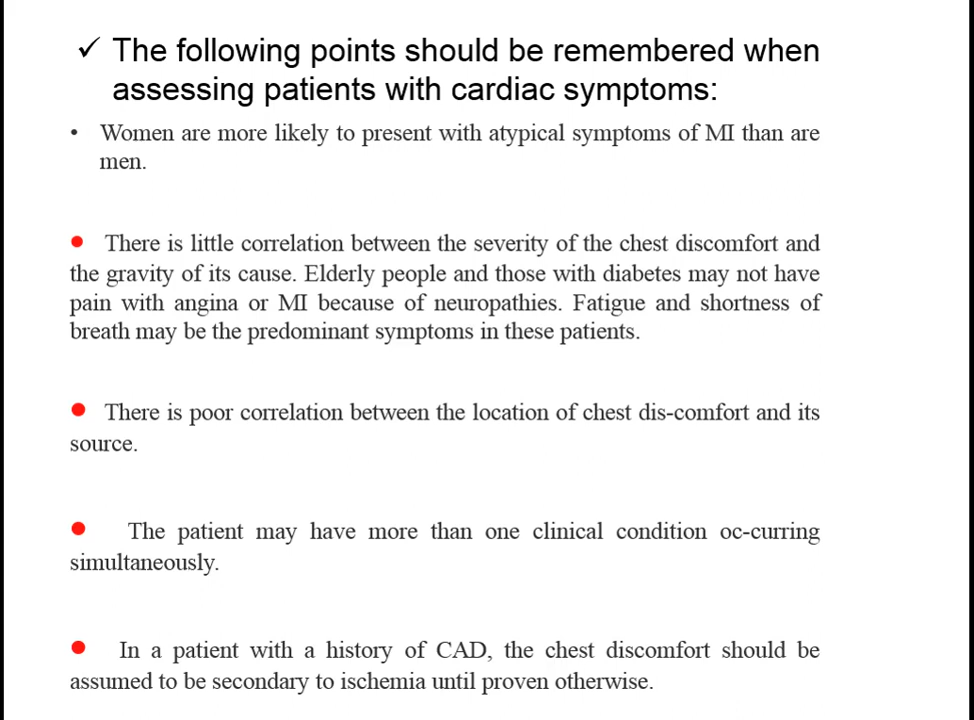 ✓ The following points should be remembered when
assessing patients with cardiac symptoms:
• Women are more likely to present with atypical symptoms of MI than are
men.
● There is little correlation between the severity of the chest discomfort and
the gravity of its cause. Elderly people and those with diabetes may not have
pain with angina or MI because of neuropathies. Fatigue and shortness of
breath may be the predominant symptoms in these patients.
● There is poor correlation between the location of chest dis-comfort and its
source.
● The patient may have more than one clinical condition oc-curring
simultaneously.
● In a patient with a history of CAD, the chest discomfort should be
assumed to be secondary to ischemia until proven otherwise.